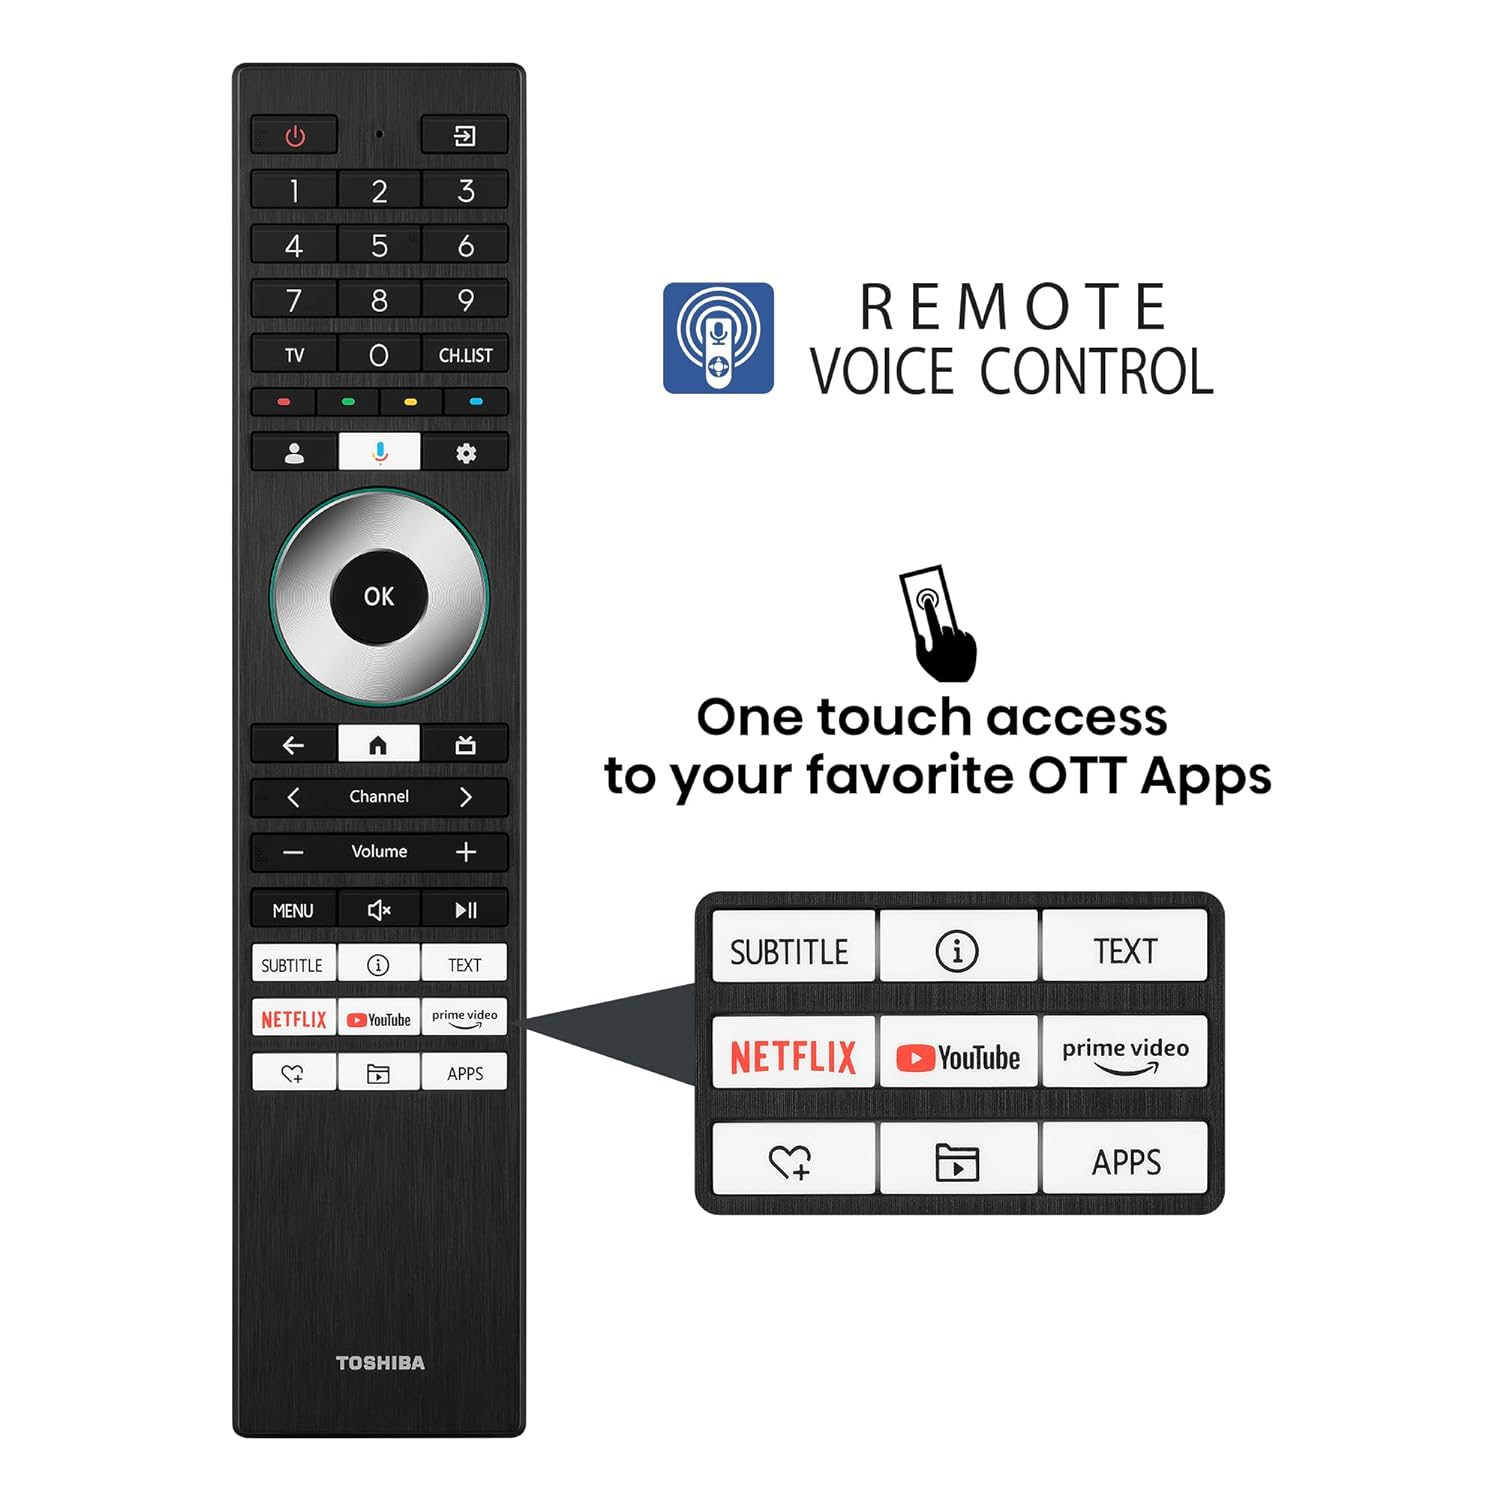 1 2 3
4 5 6
7 8 9
TV 0 CH.LIST
OK
Channel
Volume
MENU
SUBTITLE i TEXT
NETFLIX YouTube prime video
APPS
TOSHIBA
REMOTE
VOICE CONTROL
One touch access
to your favorite OTT Apps
SUBTITLE i TEXT
NETFLIX YouTube prime video
APPS